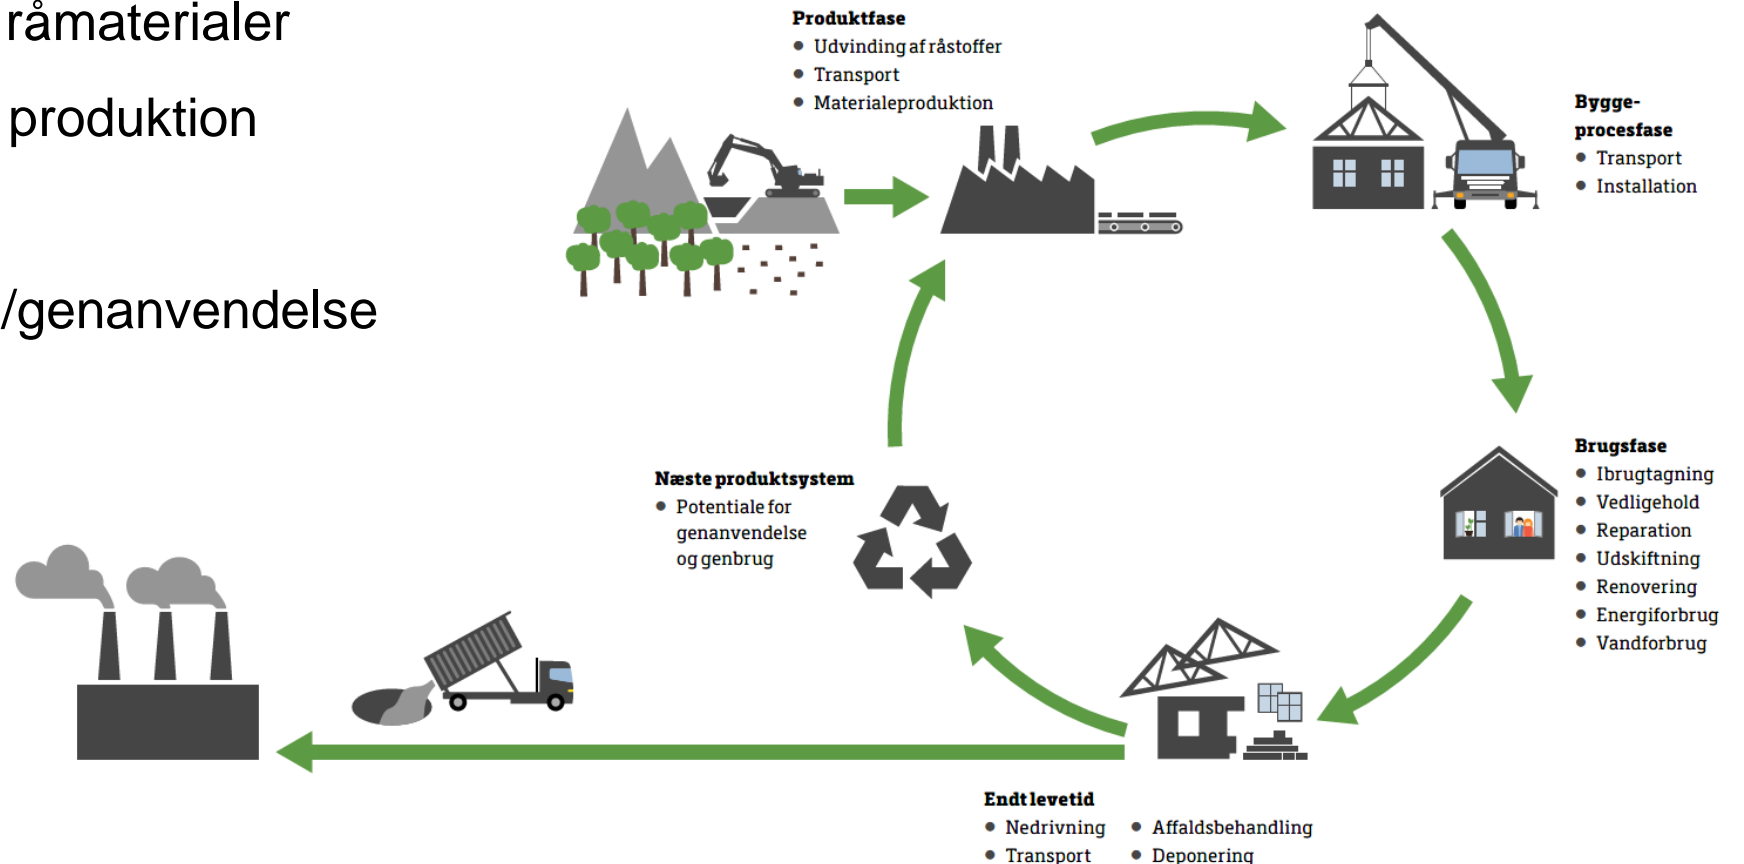 råmaterialer
produktion
/genanvendelse
Produktfase
• Udvinding af råstoffer
• Transport
• Materialeproduktion
Bygge-
procesfase
• Transport
• Installation
Brugsfase
• Ibrugtagning
• Vedligehold
• Reparation
• Udskiftning
• Renovering
• Energiforbrug
• Vandforbrug
Næste produktsystem
• Potentiale for
genanvendelse
og genbrug
Endt levetid
• Nedrivning • Affaldsbehandling
• Transport • Deponering